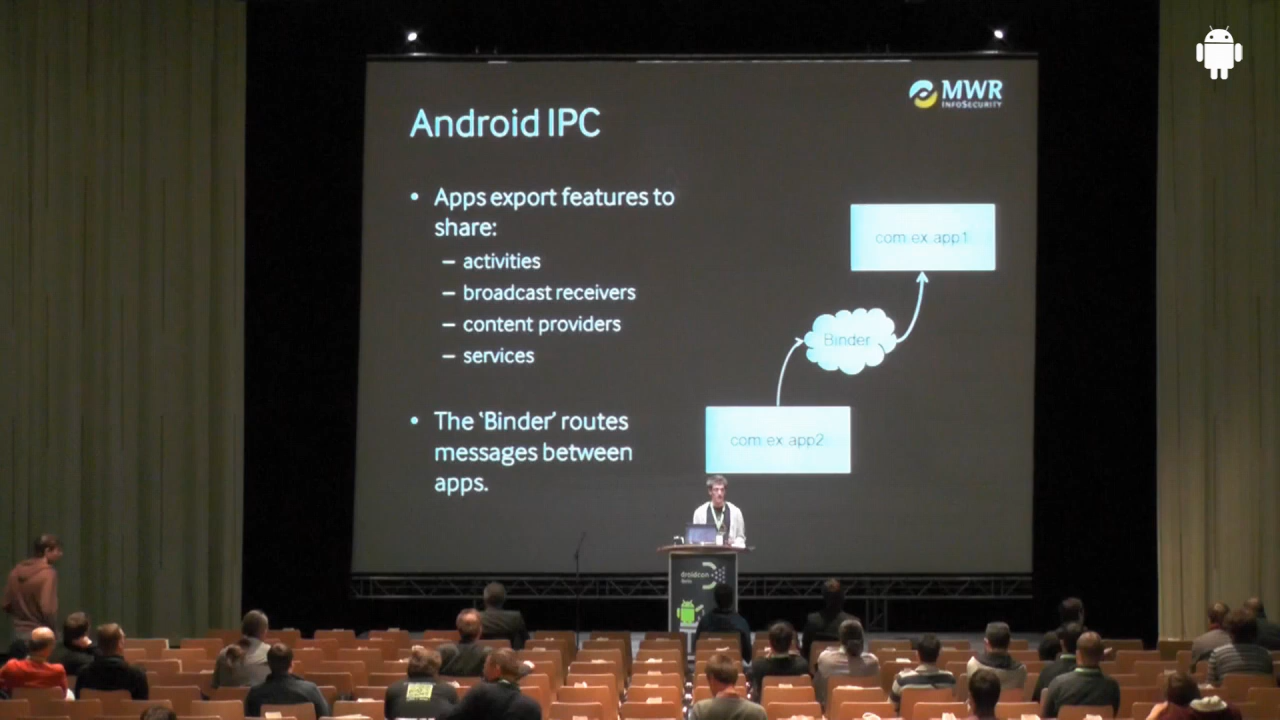 MWR
INFOSECURITY
Android IPC
• Apps export features to
share:
– activities
– broadcast receivers
– content providers
– services
• The ‘Binder’ routes
messages between
apps.
com ex app1
Binder
com ex app2
droidcon